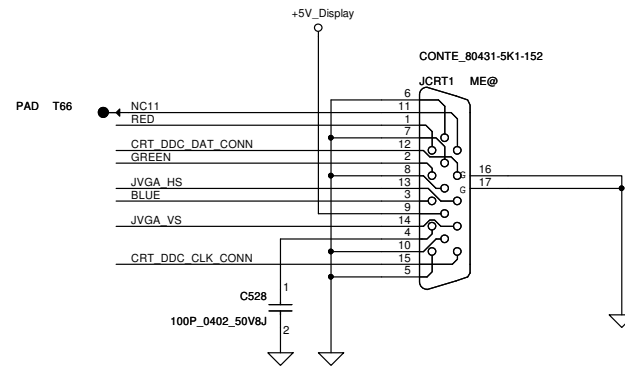 +5V_Display
CONTE_80431-5K1-152
JCRT1 ME@
PAD T66
NC11
RED
CRT_DDC_DAT_CONN
GREEN
JVGA_HS
BLUE
JVGA_VS
CRT_DDC_CLK_CONN
6
11
1
7
12
2
8
13
3
9
14
4
10
15
5
G 16
G 17
1
C528
100P_0402_50V8J
2